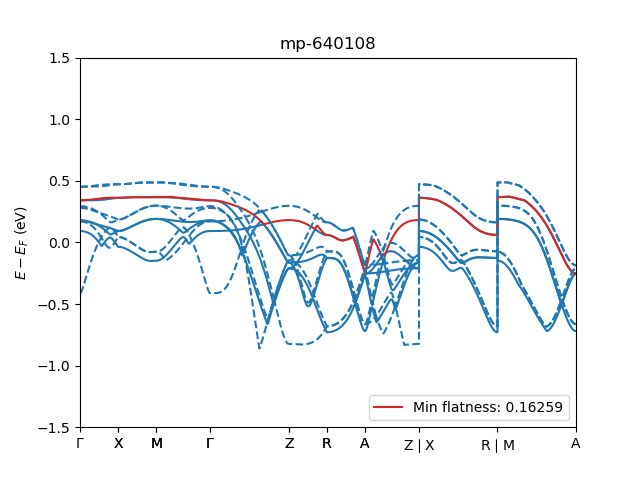 mp-640108
E − E_F (eV)
1.5
1.0
0.5
0.0
−0.5
−1.0
−1.5
Min flatness: 0.16259
Γ X M Γ Z R A Z | X R | M A